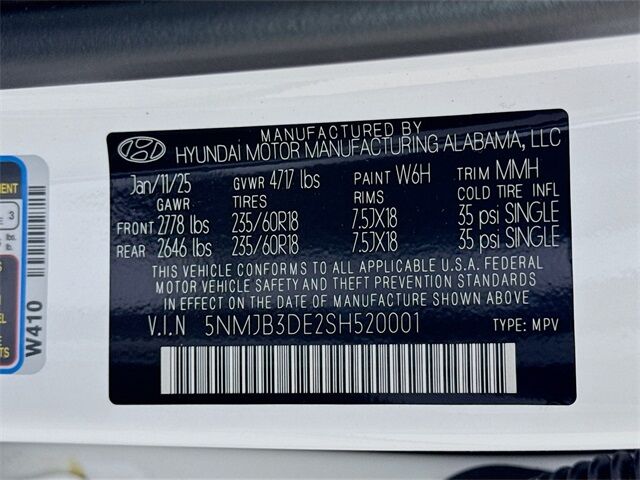 MANUFACTURED BY
HYUNDAI MOTOR MANUFACTURING ALABAMA, LLC
Jan/11/25 GVWR 4717 lbs PAINT W6H TRIM MMH
GAWR TIRES RIMS COLD TIRE INFL
FRONT 2778 lbs 235/60R18 7.5JX18 35 psi SINGLE
REAR 2646 lbs 235/60R18 7.5JX18 35 psi SINGLE
THIS VEHICLE CONFORMS TO ALL APPLICABLE U.S.A. FEDERAL
MOTOR VEHICLE SAFETY AND THEFT PREVENTION STANDARDS
IN EFFECT ON THE DATE OF MANUFACTURE SHOWN ABOVE
V.I.N 5NMJB3DE2SH520001 TYPE: MPV
W410
3
lbs.